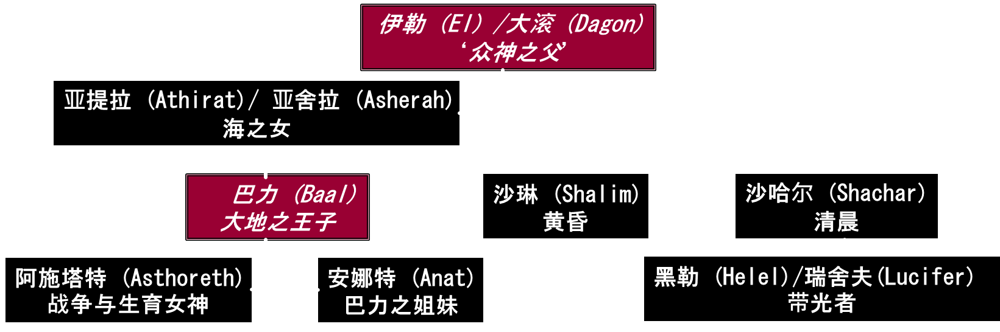 伊勒 (El) /大滚 (Dagon)
‘众神之父’
亚提拉 (Athirat)/ 亚舍拉 (Asherah)
海之女
巴力 (Baal)
大地之王子
沙琳 (Shalim)
黄昏
沙哈尔 (Shachar)
清晨
阿施塔特 (Asthoreth)
战争与生育女神
安娜特 (Anat)
巴力之姐妹
黑勒 (Helel)/瑞舍夫(Lucifer)
带光者